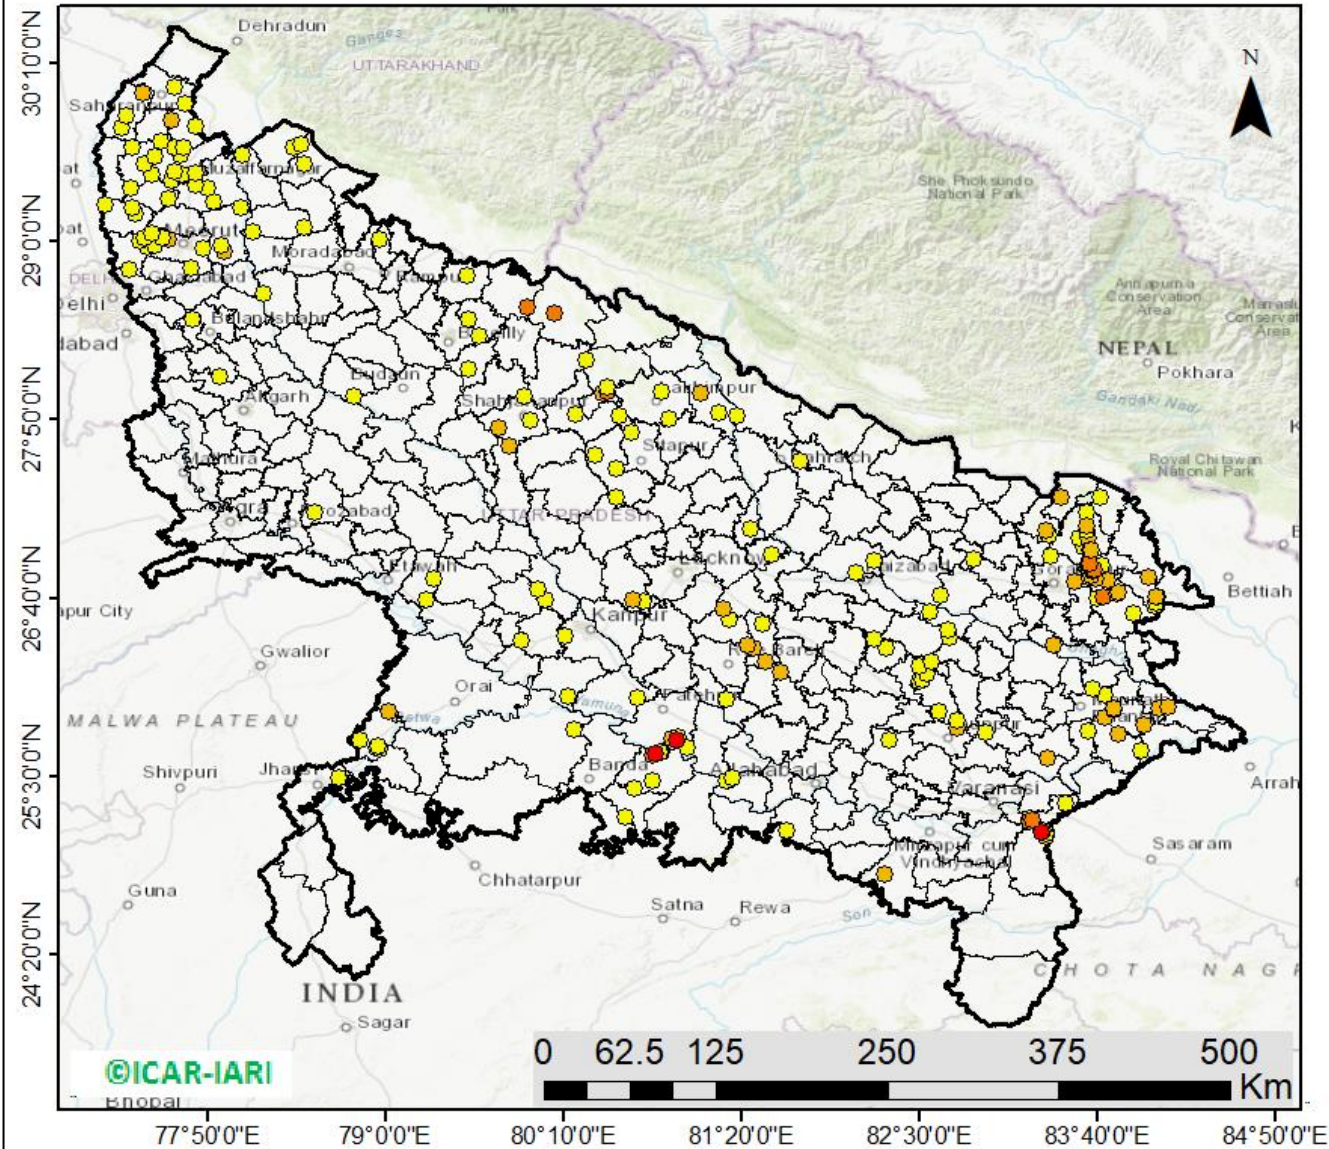 30°10'0"N
29°0'0"N
27°50'0"N
26°40'0"N
25°30'0"N
24°20'0"N
Dehradun
Ganges
UTTARAKHAND
N
Muzaffarnagar
She Phoksundo
National Park
Meerut
Moradabad
Ghaziabad
Rampur
Annapurna
Conservation
Area
Bulandshahr
Bareilly
NEPAL
Pokhara
Budaun
Gandaki Nadi
Aligarh
Shahjahanpur
Lakhimpur
Mathura
Sitapur
Bahraich
Royal Chitawan
National Park
Firozabad
UTTAR PRADESH
Etawah
Lucknow
Faizabad
Bettiah
apur City
Kanpur
Gwalior
Rae Bareli
Orai
Fatehpur
Yamuna
MALWA PLATEAU
Betwa
Shivpuri
Jhansi
Banda
Allahabad
Arrah
Varanasi
Mirzapur cum
Vindhyachal
Sasaram
Guna
Chhatarpur
Satna
Rewa
Son
CHOTA NAG
INDIA
Sagar
©ICAR-IARI
Bhopal
0 62.5 125 250 375 500
Km
77°50'0"E 79°0'0"E 80°10'0"E 81°20'0"E 82°30'0"E 83°40'0"E 84°50'0"E